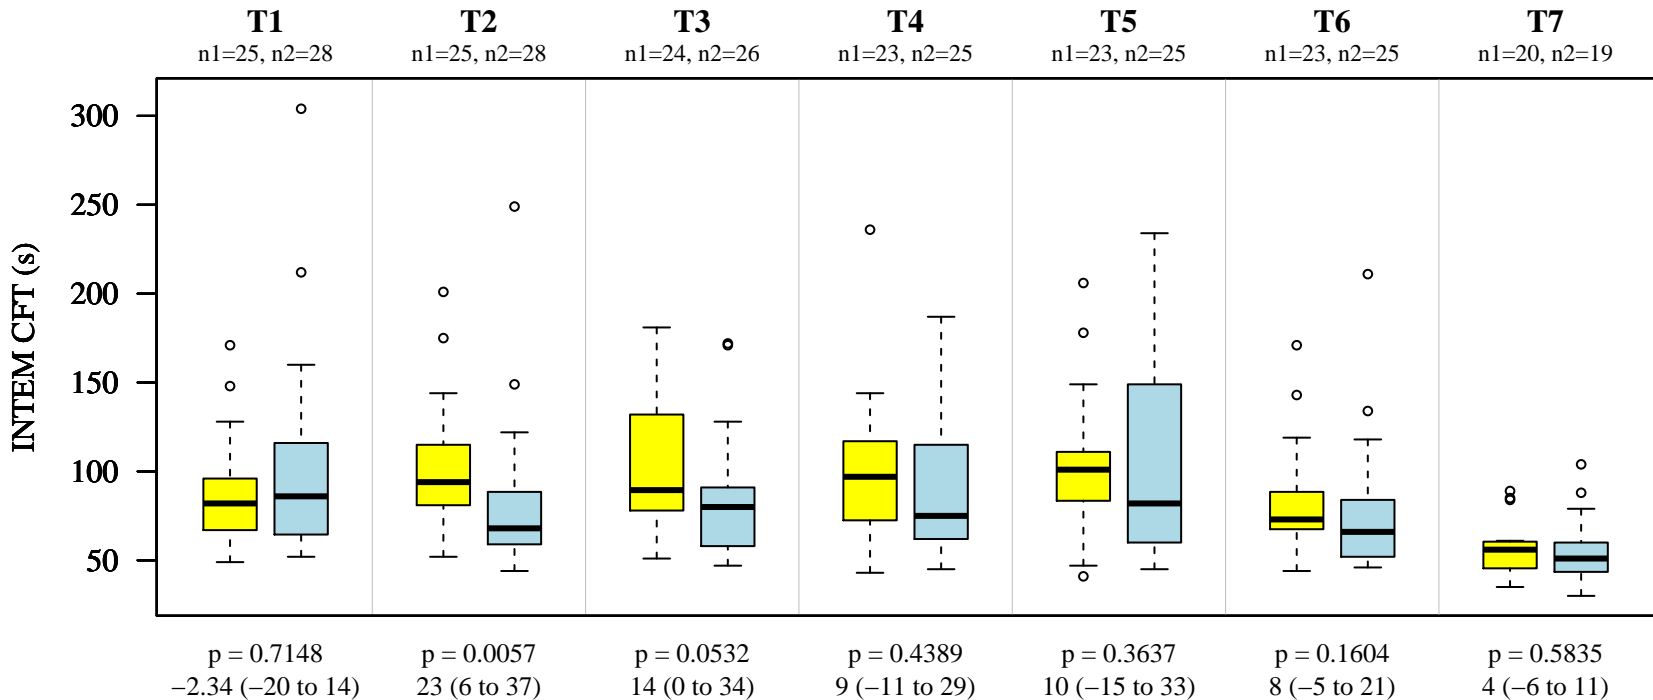 T1 T2 T3 T4 T5 T6 T7
n1=25, n2=28 n1=25, n2=28 n1=24, n2=26 n1=23, n2=25 n1=23, n2=25 n1=23, n2=25 n1=20, n2=19
300
250
200
150
100
50
INTEM CFT (s)
p = 0.7148 p = 0.0057 p = 0.0532 p = 0.4389 p = 0.3637 p = 0.1604 p = 0.5835
−2.34 (−20 to 14) 23 (6 to 37) 14 (0 to 34) 9 (−11 to 29) 10 (−15 to 33) 8 (−5 to 21) 4 (−6 to 11)